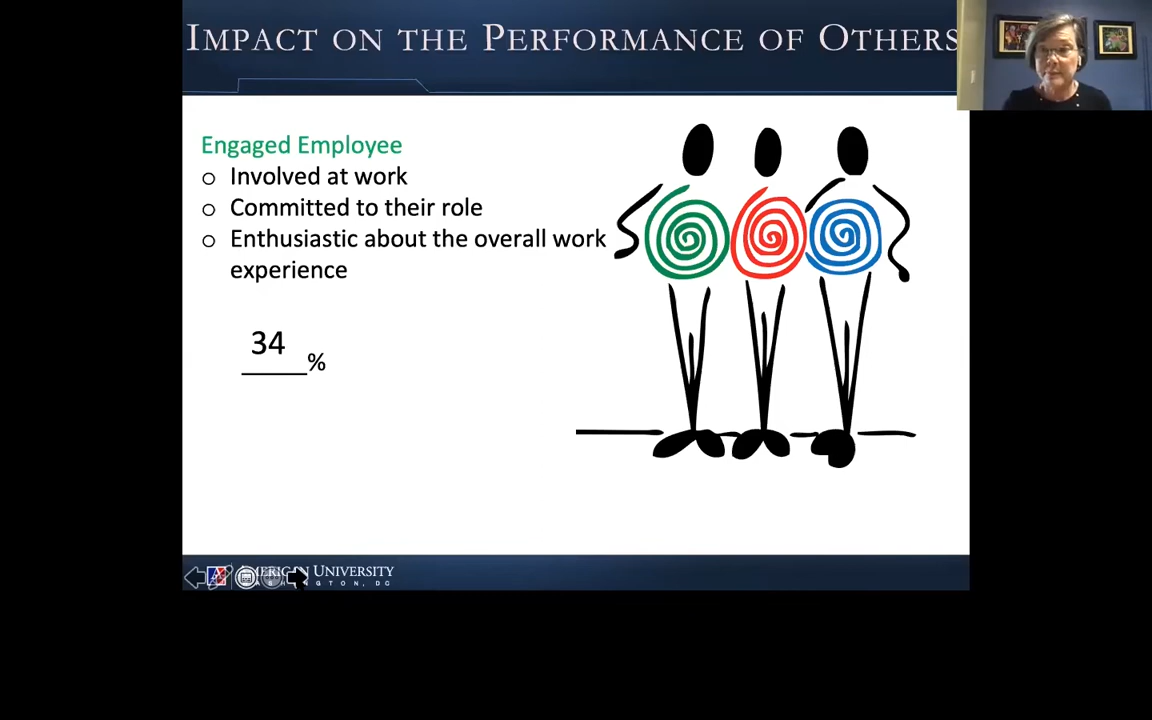 IMPACT ON THE PERFORMANCE OF OTHERS
Engaged Employee
o Involved at work
o Committed to their role
o Enthusiastic about the overall work
experience
34
%
UNIVERSITY